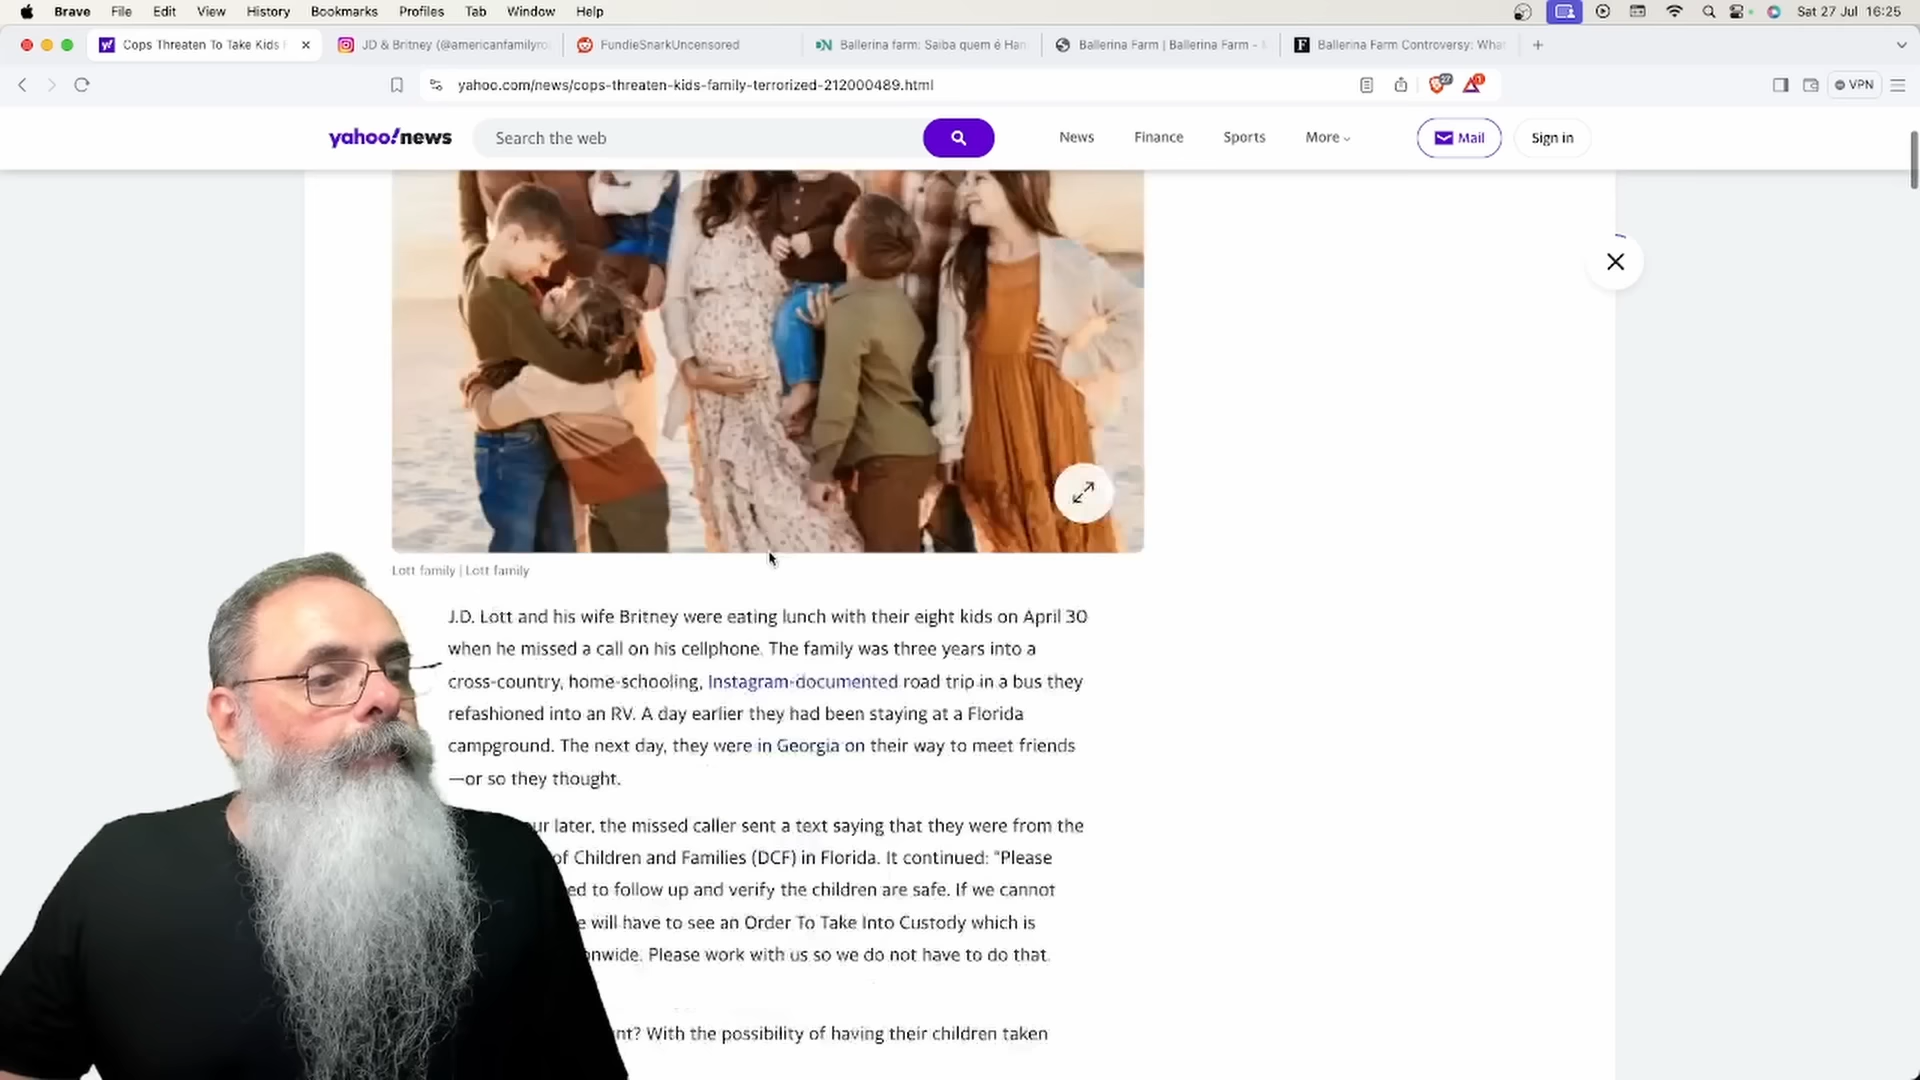 Brave File Edit View History Bookmarks Profiles Tab Window Help Sat 27 Jul 16:25
Cops Threaten To Take Kids JD & Britney (@americanfamilyro FundieSnarkUncensored Ballerina farm: Saiba quem é Han Ballerina Farm | Ballerina Farm - Ballerina Farm Controversy: What
yahoo.com/news/cops-threaten-kids-family-terrorized-212000489.html 27 1 VPN
yahoo!news Search the web News Finance Sports More Mail Sign in
Lott family | Lott family
J.D. Lott and his wife Britney were eating lunch with their eight kids on April 30
when he missed a call on his cellphone. The family was three years into a
cross-country, home-schooling, Instagram-documented road trip in a bus they
refashioned into an RV. A day earlier they had been staying at a Florida
campground. The next day, they were in Georgia on their way to meet friends
—or so they thought.
ur later, the missed caller sent a text saying that they were from the
of Children and Families (DCF) in Florida. It continued: "Please
ed to follow up and verify the children are safe. If we cannot
e will have to see an Order To Take Into Custody which is
nwide. Please work with us so we do not have to do that.
nt? With the possibility of having their children taken